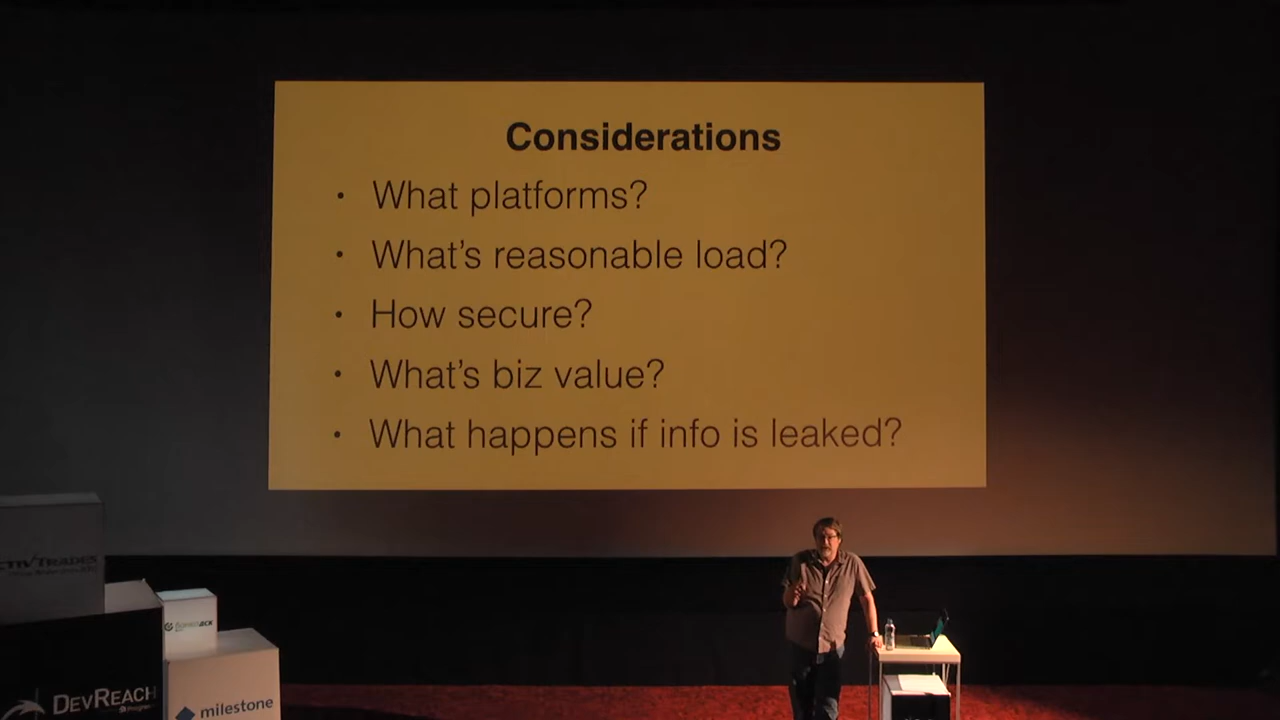 Considerations
• What platforms?
• What's reasonable load?
• How secure?
• What's biz value?
• What happens if info is leaked?
DEVREACH
milestone